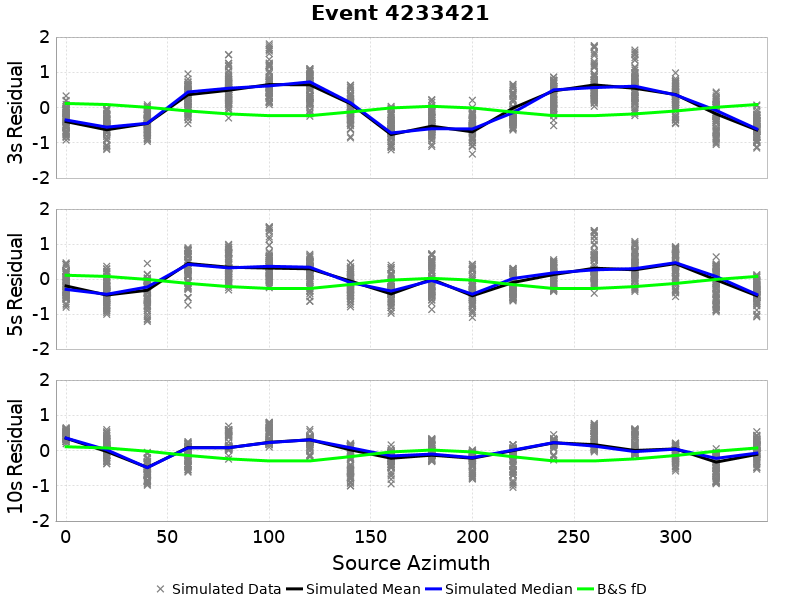 Event 4233421
3s Residual
2
1
0
-1
-2
5s Residual
2
1
0
-1
-2
10s Residual
2
1
0
-1
-2
0 50 100 150 200 250 300
Source Azimuth
Simulated Data Simulated Mean Simulated Median B&S fD